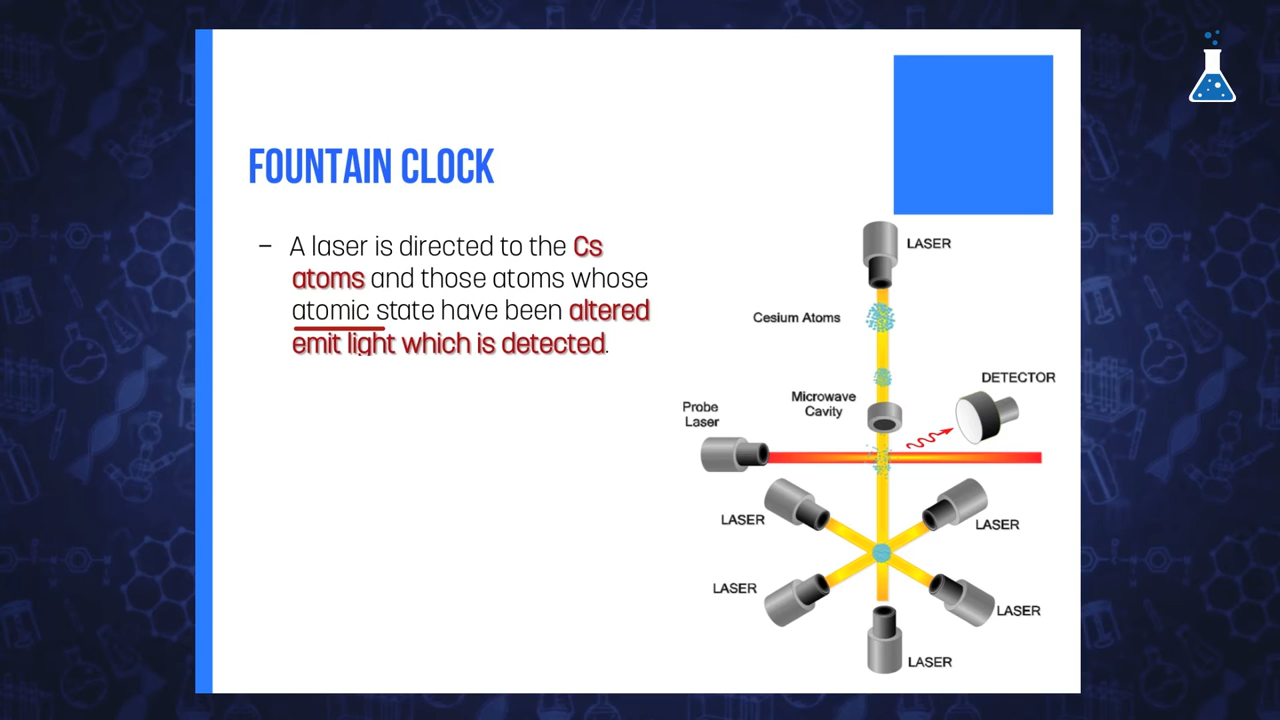 FOUNTAIN CLOCK
– A laser is directed to the Cs
atoms and those atoms whose
atomic state have been altered
emit light which is detected.
LASER
Cesium Atoms
DETECTOR
Microwave
Cavity
Probe
Laser
LASER
LASER
LASER
LASER
LASER